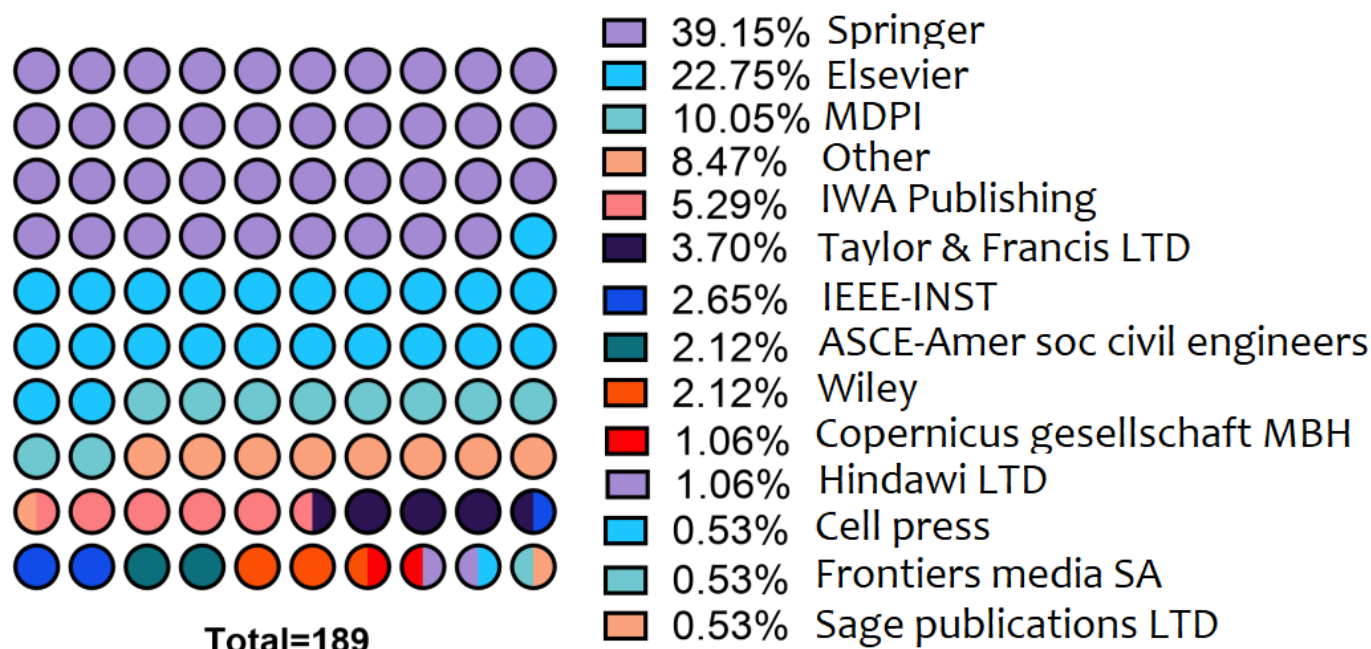 39.15% Springer
22.75% Elsevier
10.05% MDPI
8.47% Other
5.29% IWA Publishing
3.70% Taylor & Francis LTD
2.65% IEEE-INST
2.12% ASCE-Amer soc civil engineers
2.12% Wiley
1.06% Copernicus gesellschaft MBH
1.06% Hindawi LTD
0.53% Cell press
0.53% Frontiers media SA
0.53% Sage publications LTD
Total=189